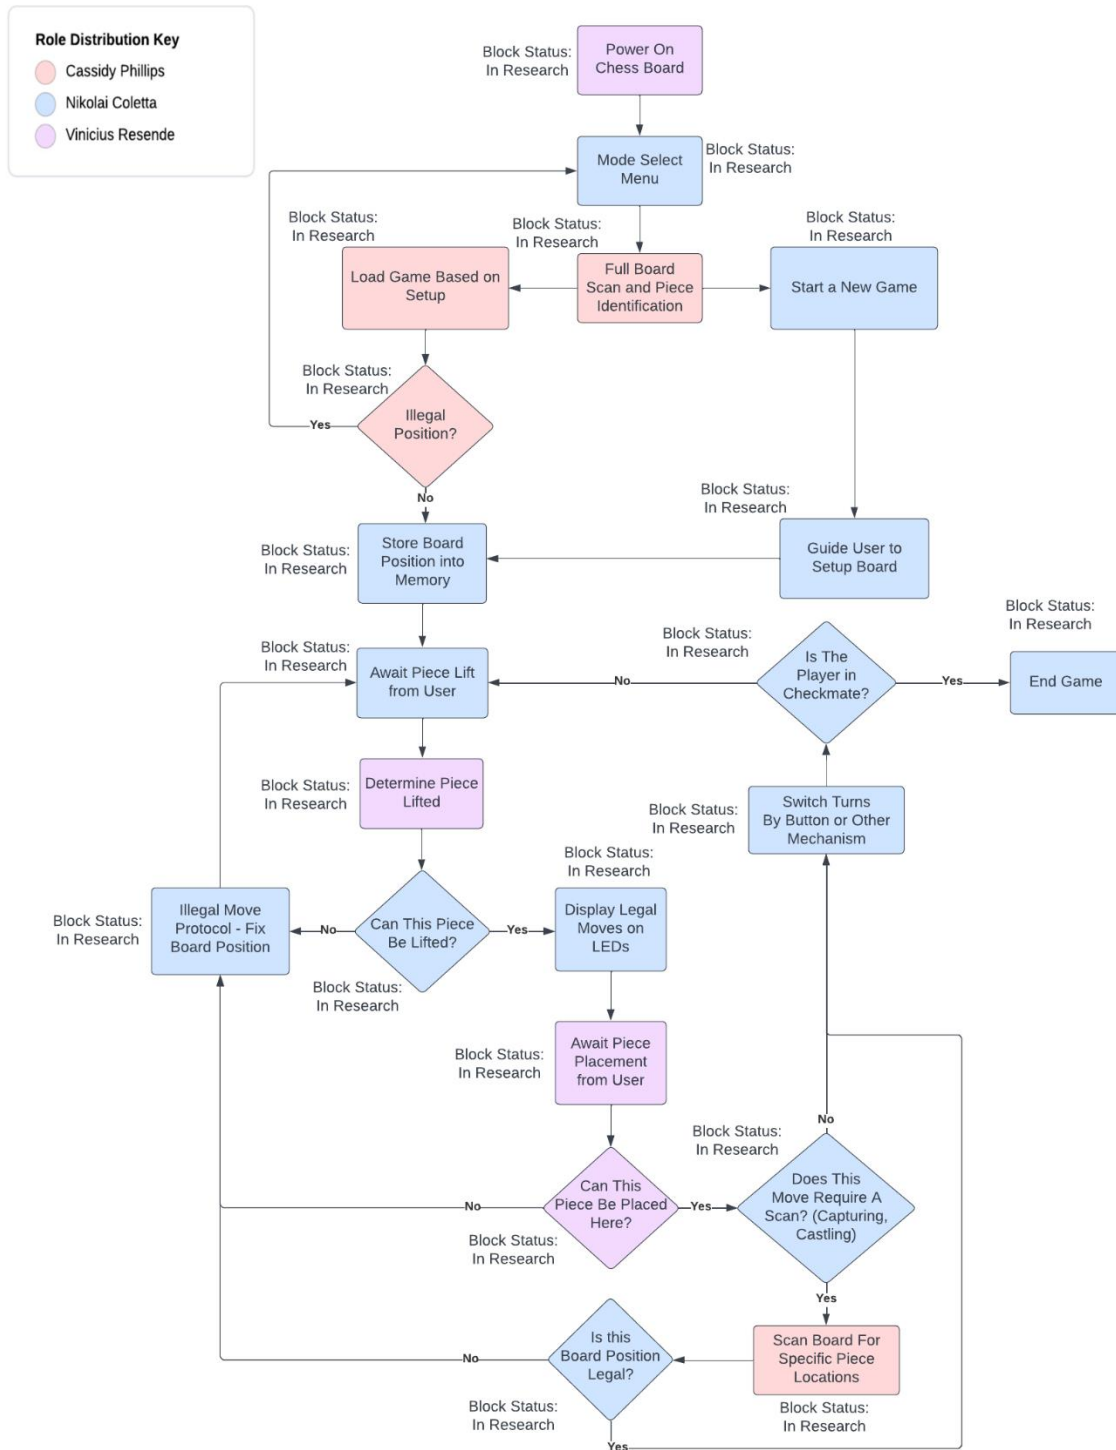 Role Distribution Key
Cassidy Phillips
Nikolai Coletta
Vinicius Resende
Block Status:
In Research
Power On
Chess Board
Mode Select
Menu
Block Status:
In Research
Block Status:
In Research
Load Game Based on
Setup
Block Status:
In Research
Full Board
Scan and Piece
Identification
Block Status:
In Research
Start a New Game
Block Status:
In Research
Illegal
Position?
Yes
No
Block Status:
In Research
Store Board
Position into
Memory
Block Status:
In Research
Guide User to
Setup Board
Block Status:
In Research
Await Piece Lift
from User
No
Block Status:
In Research
Is The
Player in
Checkmate?
Yes
Block Status:
In Research
End Game
Block Status:
In Research
Determine Piece
Lifted
Block Status:
In Research
Switch Turns
By Button or Other
Mechanism
Block Status:
In Research
Illegal Move
Protocol - Fix
Board Position
No
Can This Piece
Be Lifted?
Block Status:
In Research
Yes
Block Status:
In Research
Display Legal
Moves on
LEDs
Block Status:
In Research
Await Piece
Placement
from User
No
Can This
Piece Be Placed
Here?
Block Status:
In Research
Yes
Block Status:
In Research
No
Does This
Move Require A
Scan? (Capturing,
Castling)
Yes
Scan Board For
Specific Piece
Locations
Block Status:
In Research
No
Is this
Board Position
Legal?
Block Status:
In Research
Yes